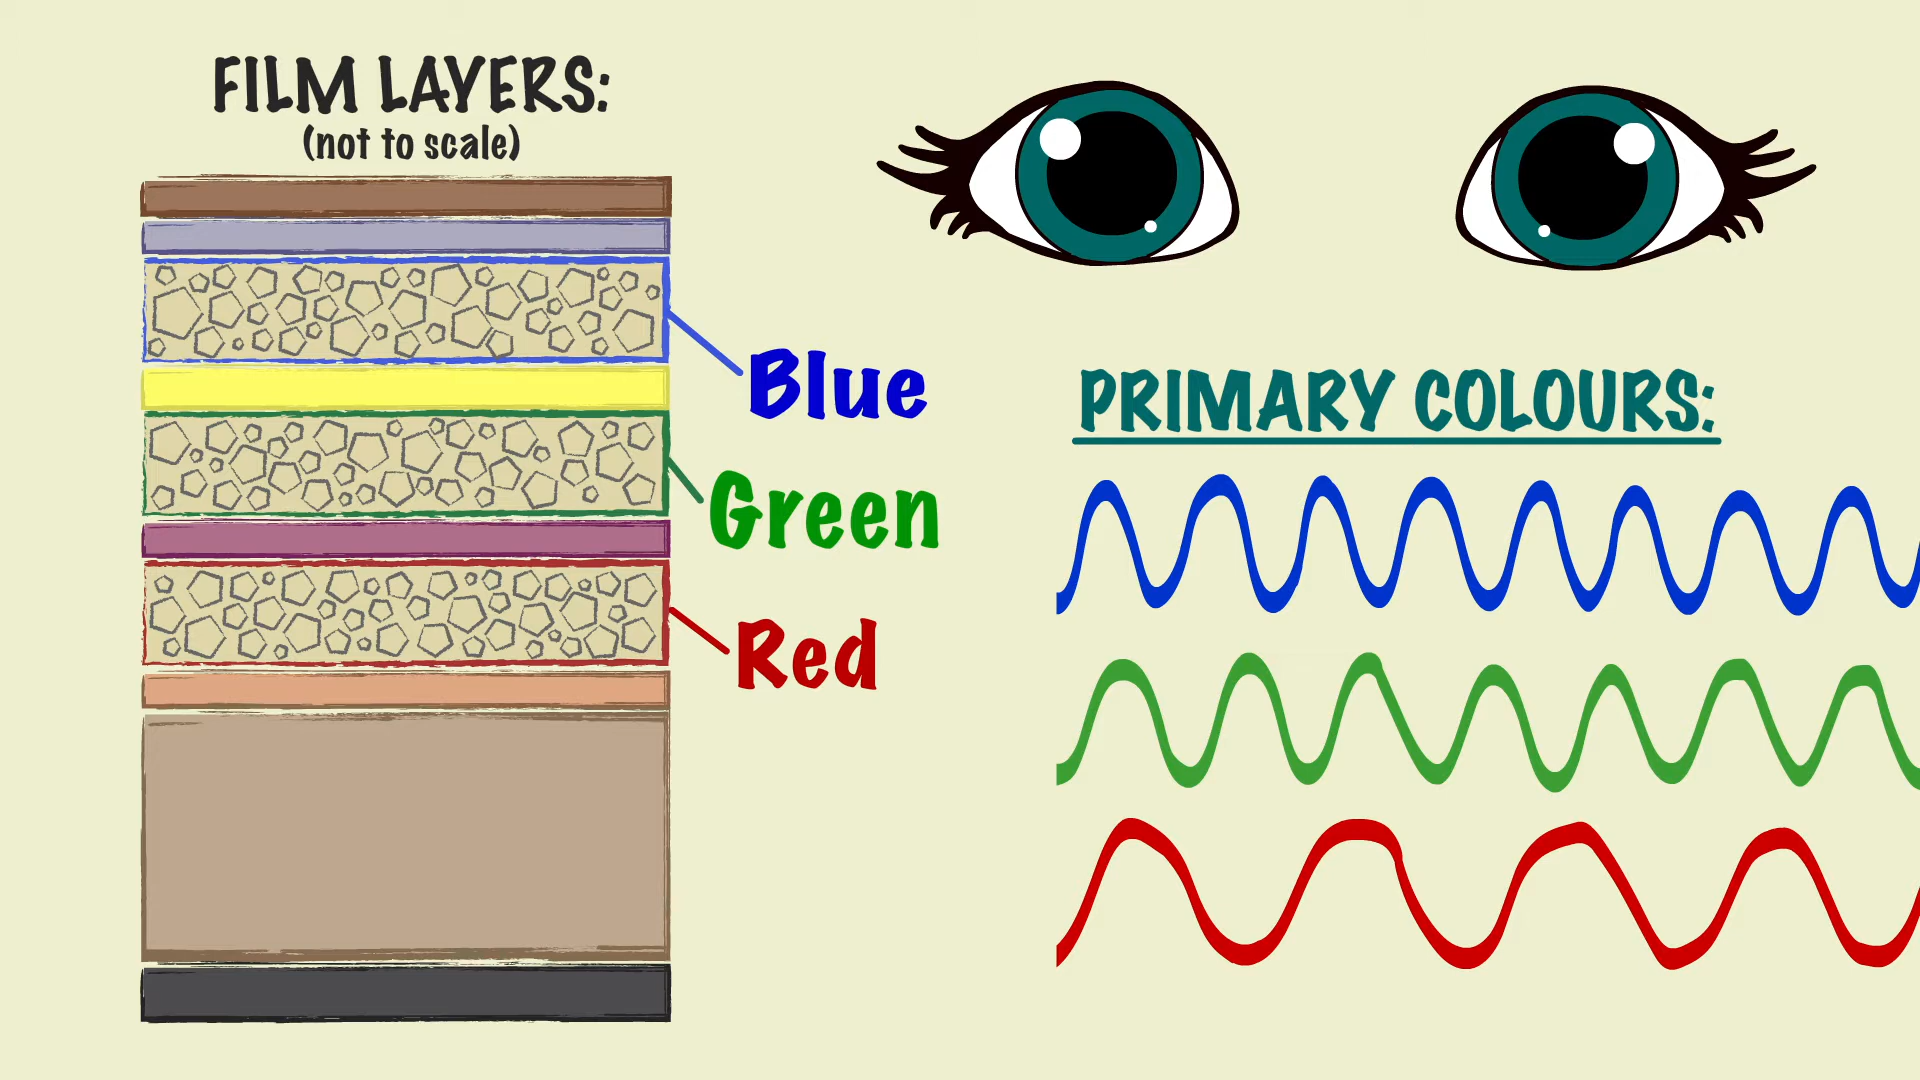 FILM LAYERS:
(not to scale)
Blue
Green
Red
PRIMARY COLOURS: